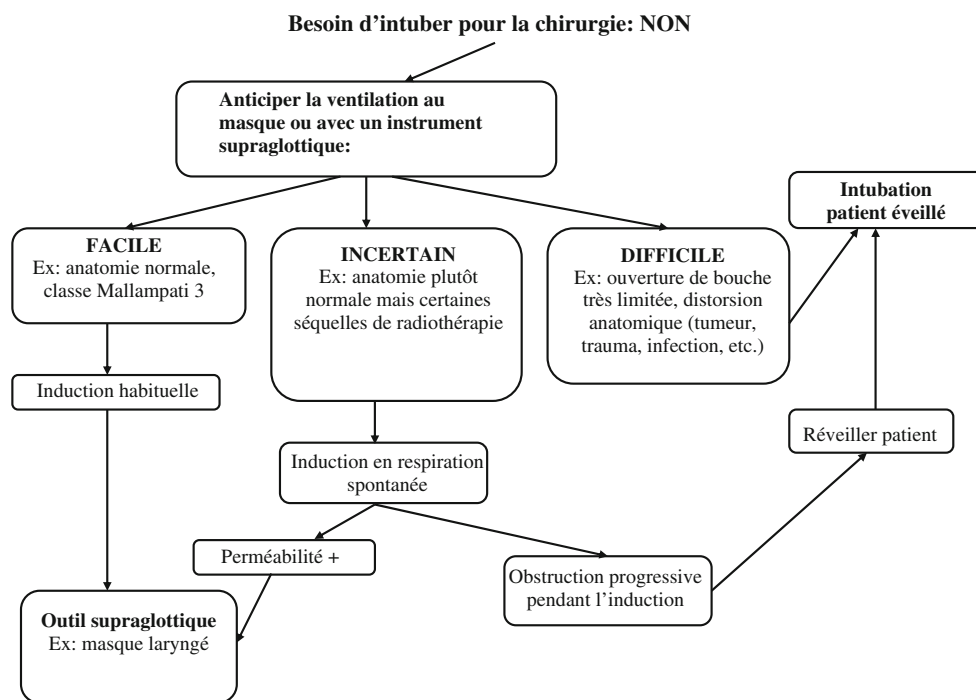 Besoin d'intuber pour la chirurgie: NON
Anticiper la ventilation au
masque ou avec un instrument
supraglottique:
Intubation
patient éveillé
FACILE
Ex: anatomie normale,
classe Mallampati 3
INCERTAIN
Ex: anatomie plutôt
normale mais certaines
séquelles de radiothérapie
DIFFICILE
Ex: ouverture de bouche
très limitée, distorsion
anatomique (tumeur,
trauma, infection, etc.)
Induction habituelle
Réveiller patient
Induction en respiration
spontanée
Perméabilité +
Obstruction progressive
pendant l'induction
Outil supraglottique
Ex: masque laryngé